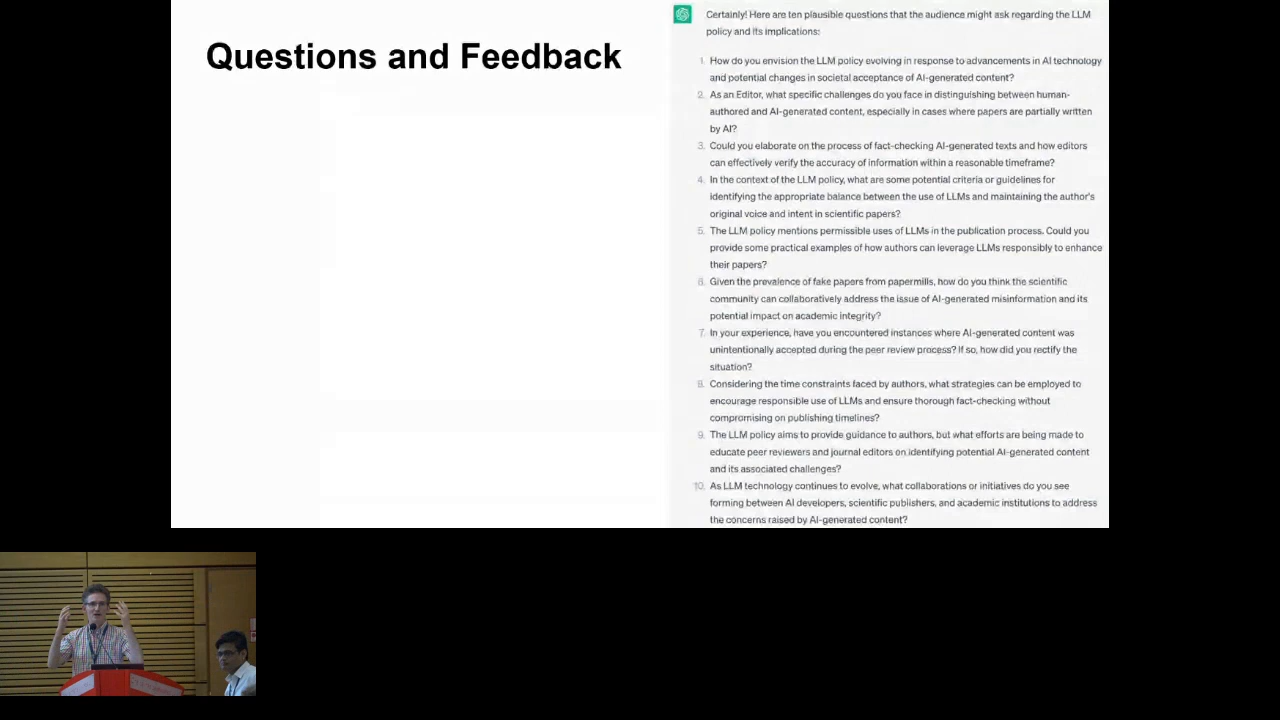 Questions and Feedback
Certainly! Here are ten plausible questions that the audience might ask regarding the LLM
policy and its implications:
1. How do you envision the LLM policy evolving in response to advancements in AI technology
and potential changes in societal acceptance of AI-generated content?
2. As an Editor, what specific challenges do you face in distinguishing between human-
authored and AI-generated content, especially in cases where papers are partially written
by AI?
3. Could you elaborate on the process of fact-checking AI-generated texts and how editors
can effectively verify the accuracy of information within a reasonable timeframe?
4. In the context of the LLM policy, what are some potential criteria or guidelines for
identifying the appropriate balance between the use of LLMs and maintaining the author's
original voice and intent in scientific papers?
5. The LLM policy mentions permissible uses of LLMs in the publication process. Could you
provide some practical examples of how authors can leverage LLMs responsibly to enhance
their papers?
6. Given the prevalence of fake papers from papermills, how do you think the scientific
community can collaboratively address the issue of AI-generated misinformation and its
potential impact on academic integrity?
7. In your experience, have you encountered instances where AI-generated content was
unintentionally accepted during the peer review process? If so, how did you rectify the
situation?
8. Considering the time constraints faced by authors, what strategies can be employed to
encourage responsible use of LLMs and ensure thorough fact-checking without
compromising on publishing timelines?
9. The LLM policy aims to provide guidance to authors, but what efforts are being made to
educate peer reviewers and journal editors on identifying potential AI-generated content
and its associated challenges?
10. As LLM technology continues to evolve, what collaborations or initiatives do you see
forming between AI developers, scientific publishers, and academic institutions to address
the concerns raised by AI-generated content?